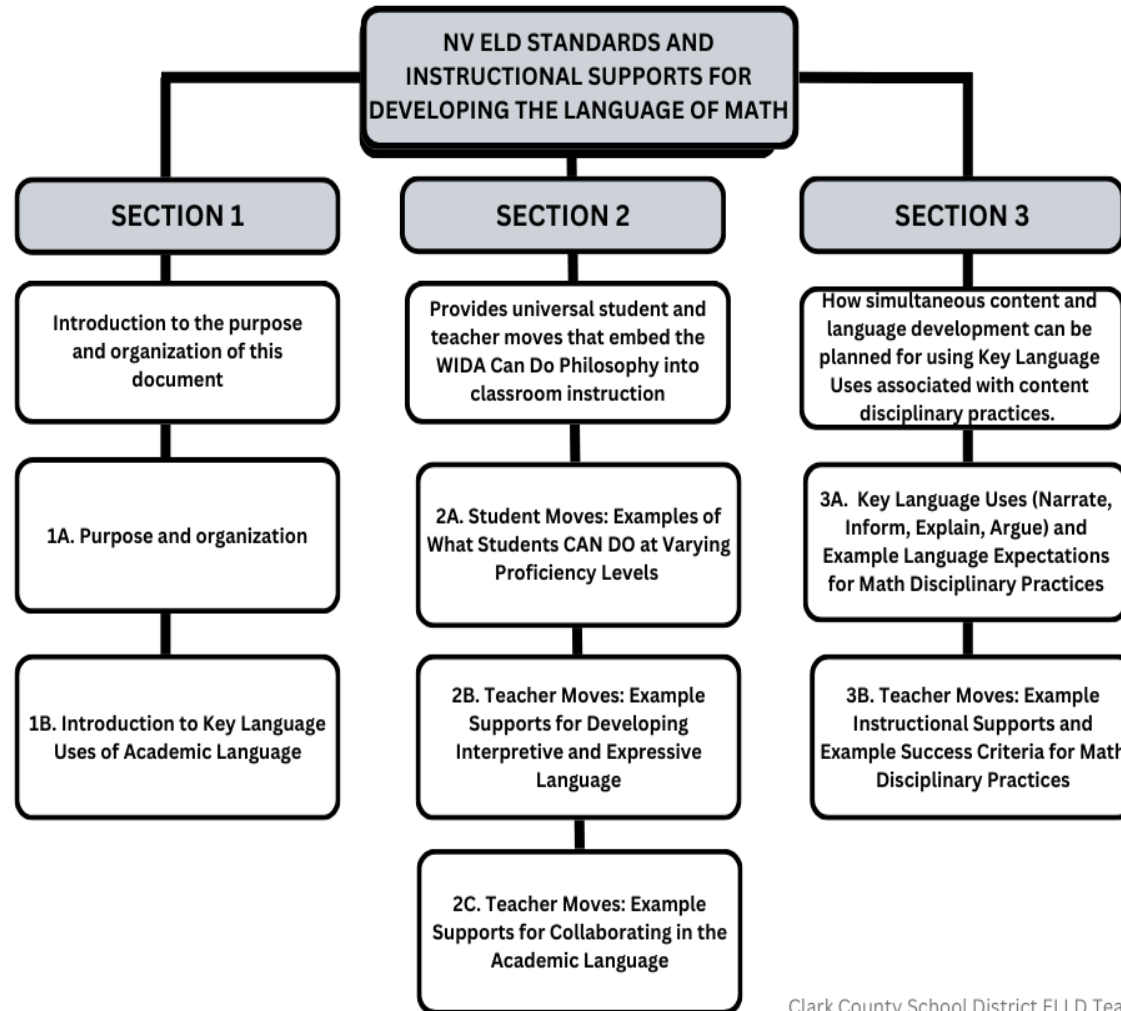 NV ELD STANDARDS AND
INSTRUCTIONAL SUPPORTS FOR
DEVELOPING THE LANGUAGE OF MATH
SECTION 1
Introduction to the purpose
and organization of this
document
1A. Purpose and organization
1B. Introduction to Key Language
Uses of Academic Language
SECTION 2
Provides universal student and
teacher moves that embed the
WIDA Can Do Philosophy into
classroom instruction
2A. Student Moves: Examples of
What Students CAN DO at Varying
Proficiency Levels
2B. Teacher Moves: Example
Supports for Developing
Interpretive and Expressive
Language
2C. Teacher Moves: Example
Supports for Collaborating in the
Academic Language
SECTION 3
How simultaneous content and
language development can be
planned for using Key Language
Uses associated with content
disciplinary practices.
3A. Key Language Uses (Narrate,
Inform, Explain, Argue) and
Example Language Expectations
for Math Disciplinary Practices
3B. Teacher Moves: Example
Instructional Supports and
Example Success Criteria for Math
Disciplinary Practices
Clark County School District ELLD